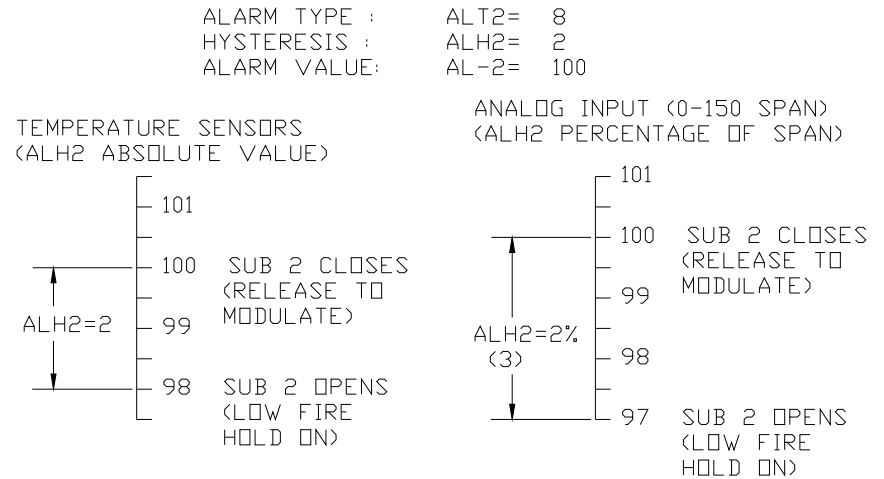 ALARM TYPE : ALT2= 8
HYSTERESIS : ALH2= 2
ALARM VALUE: AL-2= 100
TEMPERATURE SENSORS
(ALH2 ABSOLUTE VALUE)
101
100 SUB 2 CLOSES
(RELEASE TO
MODULATE)
ALH2=2
99
98 SUB 2 OPENS
(LOW FIRE
HOLD ON)
ANALOG INPUT (0-150 SPAN)
(ALH2 PERCENTAGE OF SPAN)
101
100 SUB 2 CLOSES
(RELEASE TO
MODULATE)
99
ALH2=2%
(3)
98
97 SUB 2 OPENS
(LOW FIRE
HOLD ON)